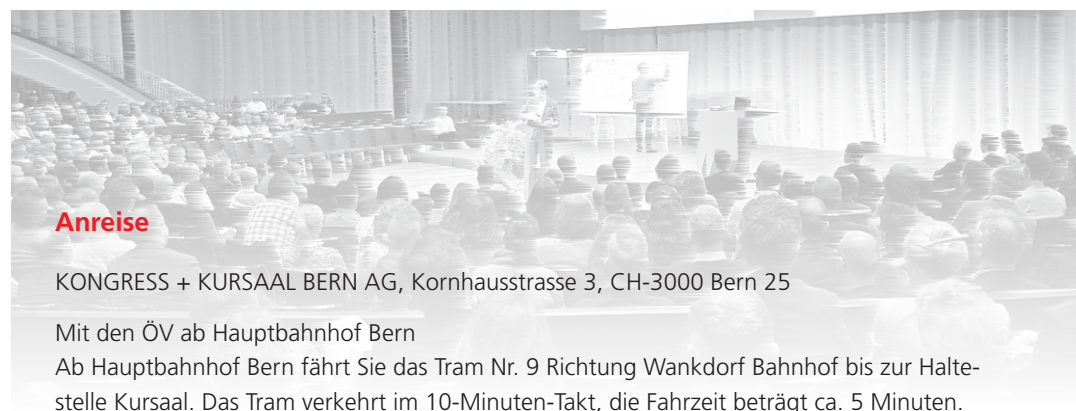 Anreise
KONGRESS + KURSAAL BERN AG, Kornhausstrasse 3, CH-3000 Bern 25
Mit den ÖV ab Hauptbahnhof Bern
Ab Hauptbahnhof Bern fährt Sie das Tram Nr. 9 Richtung Wankdorf Bahnhof bis zur Halte-
stelle Kursaal. Das Tram verkehrt im 10-Minuten-Takt, die Fahrzeit beträgt ca. 5 Minuten.